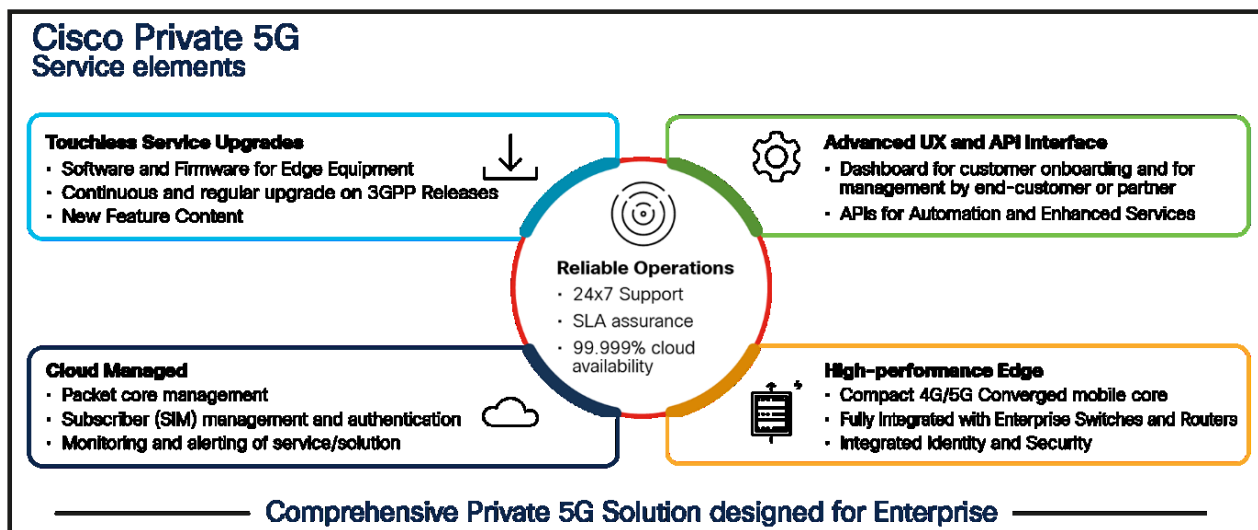 Cisco Private 5G
Service elements
Touchless Service Upgrades
· Software and Firmware for Edge Equipment
· Continuous and regular upgrade on 3GPP Releases
· New Feature Content
Advanced UX and API Interface
· Dashboard for customer onboarding and for
management by end-customer or partner
· APIs for Automation and Enhanced Services
Reliable Operations
· 24x7 Support
· SLA assurance
· 99.999% cloud
availability
Cloud Managed
· Packet core management
· Subscriber (SIM) management and authentication
· Monitoring and alerting of service/solution
High-performance Edge
· Compact 4G/5G Converged mobile core
· Fully Integrated with Enterprise Switches and Routers
· Integrated Identity and Security
Comprehensive Private 5G Solution designed for Enterprise